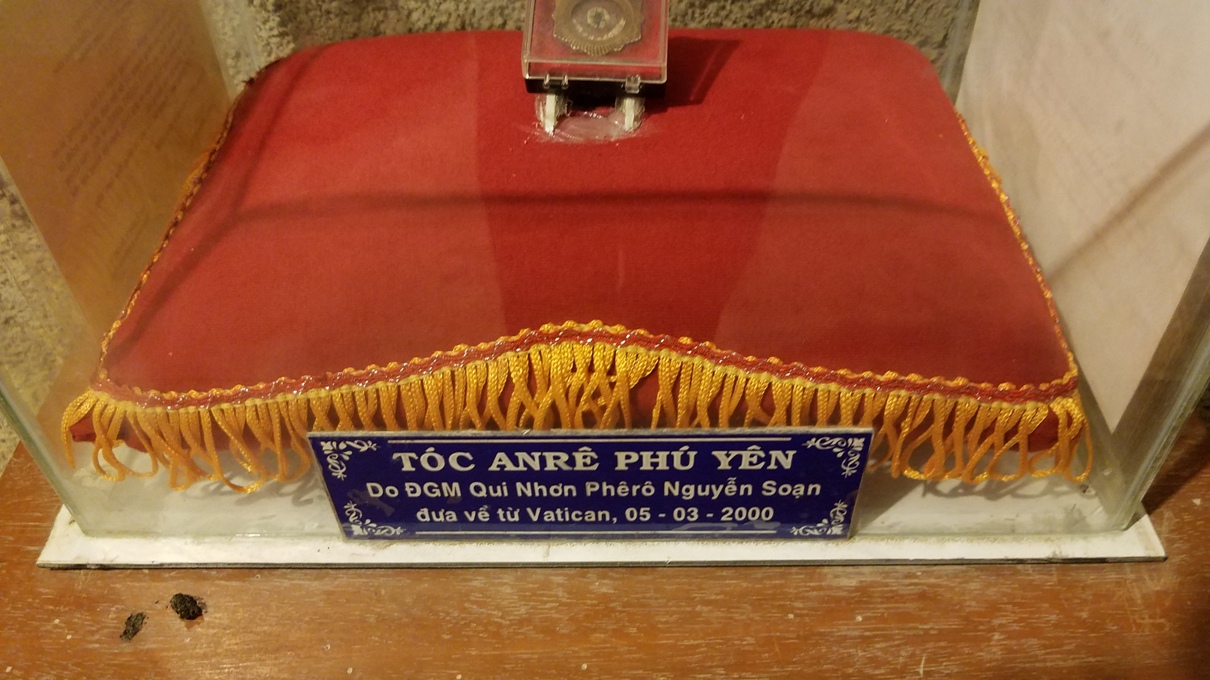 TÓC ANRÊ PHÚ YÊN
Do ĐGM Qui Nhơn Phêrô Nguyễn Soạn
đưa về từ Vatican, 05 - 03 - 2000